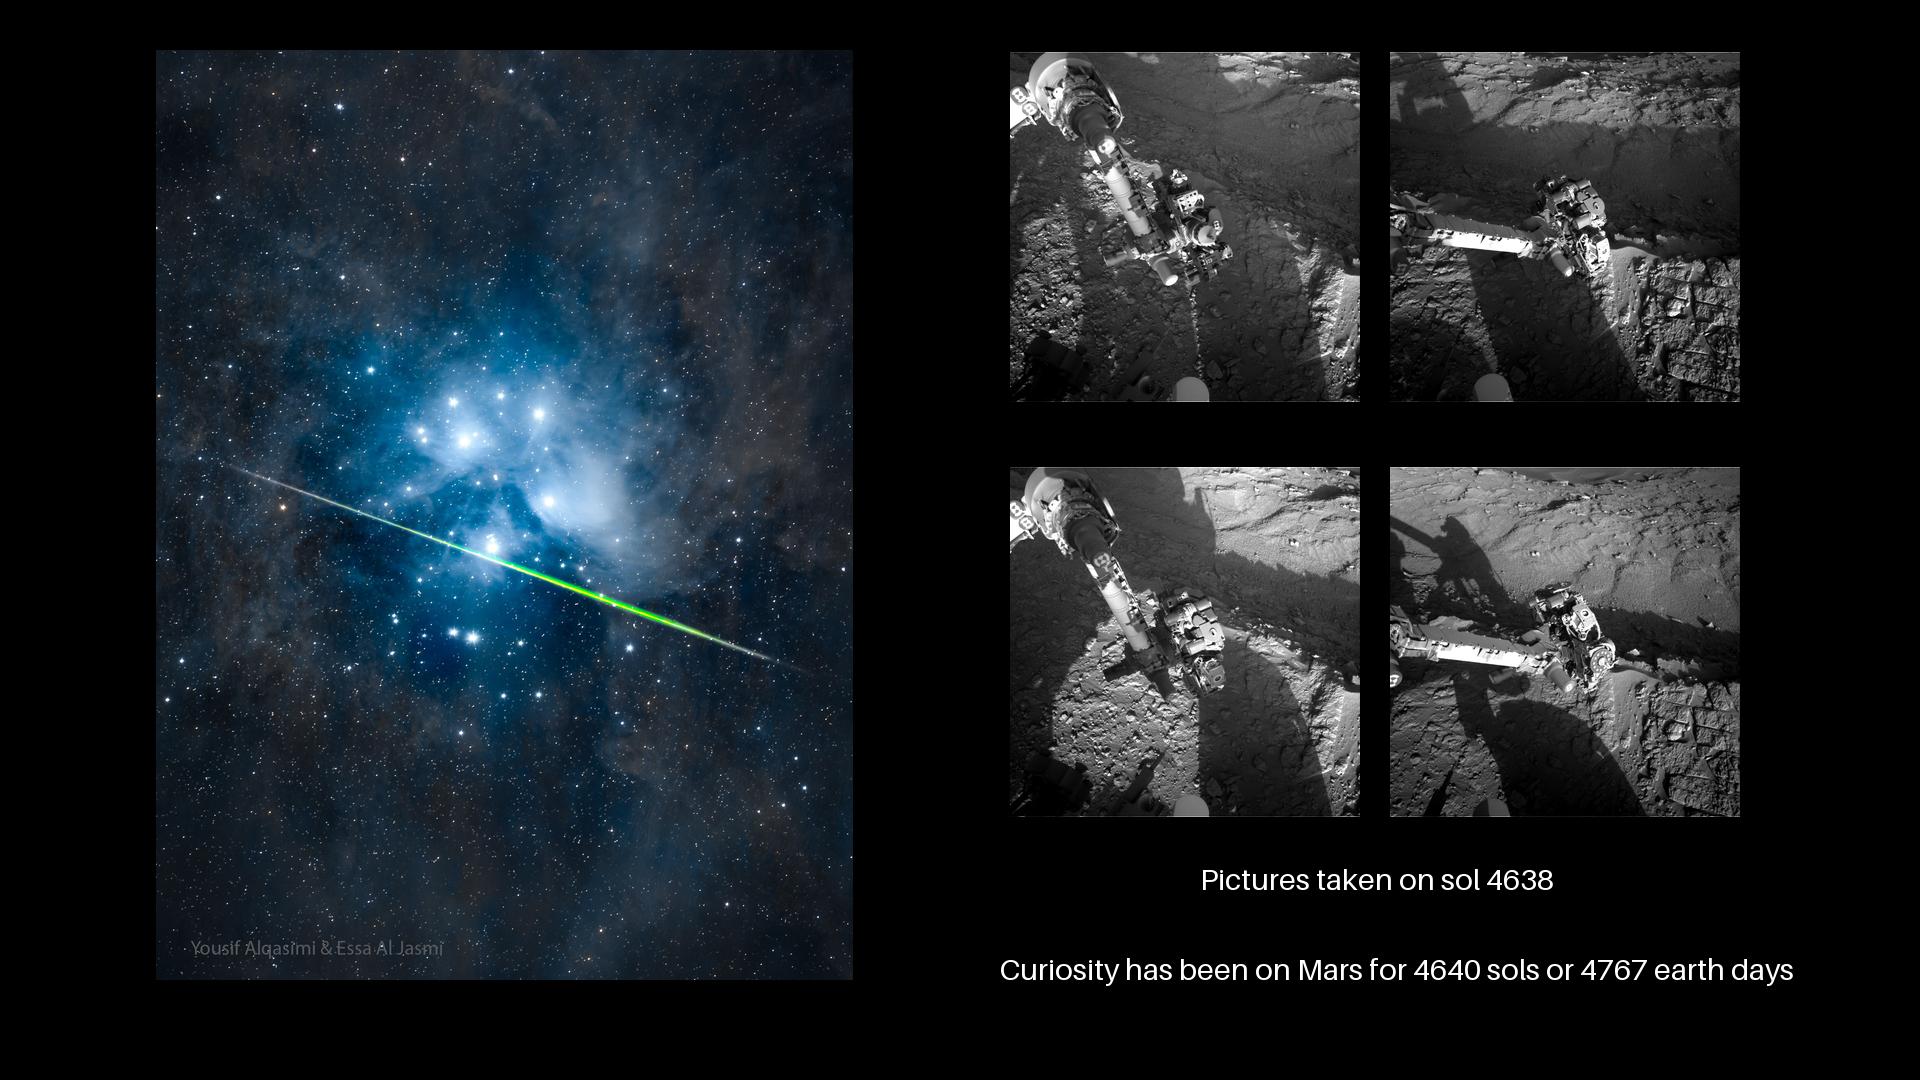 Yousif Alqasimi & Essa Al Jasmi
Pictures taken on sol 4638
Curiosity has been on Mars for 4640 sols or 4767 earth days